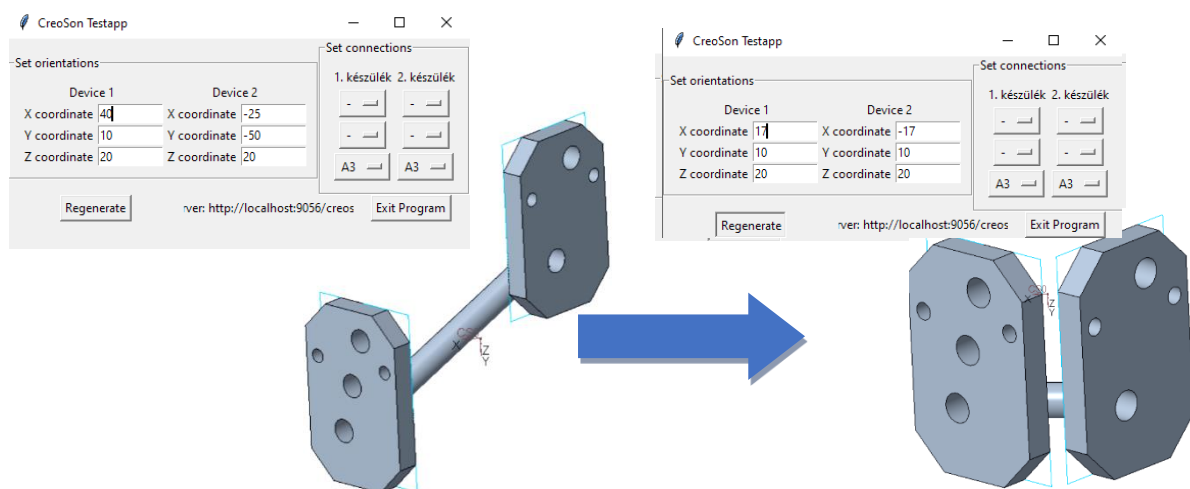 CreoSon Testapp
Set connections
Set orientations
1. készülék 2. készülék
Device 1 Device 2
-  -
X coordinate 40 X coordinate -25
Y coordinate 10 Y coordinate -50
-  -
Z coordinate 20 Z coordinate 20
A3 A3
Regenerate rver: http://localhost:9056/creos Exit Program
X
Z
Y
CreoSon Testapp
Set connections
Set orientations
1. készülék 2. készülék
Device 1 Device 2
-  -
X coordinate 17 X coordinate -17
Y coordinate 10 Y coordinate 10
-  -
Z coordinate 20 Z coordinate 20
A3 A3
Regenerate rver: http://localhost:9056/creos Exit Program
X
Z
Y